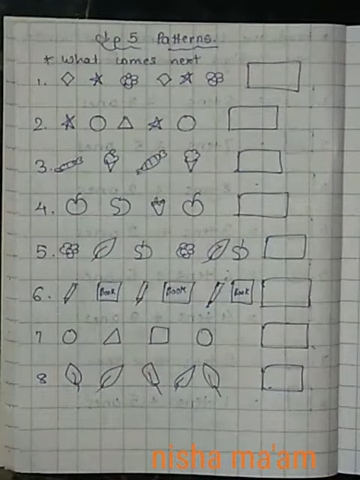 Chp 5 Patterns.
* What comes next
1.
2.
3.
4.
5.
6. Book Book Book
7
8
nisha ma'am